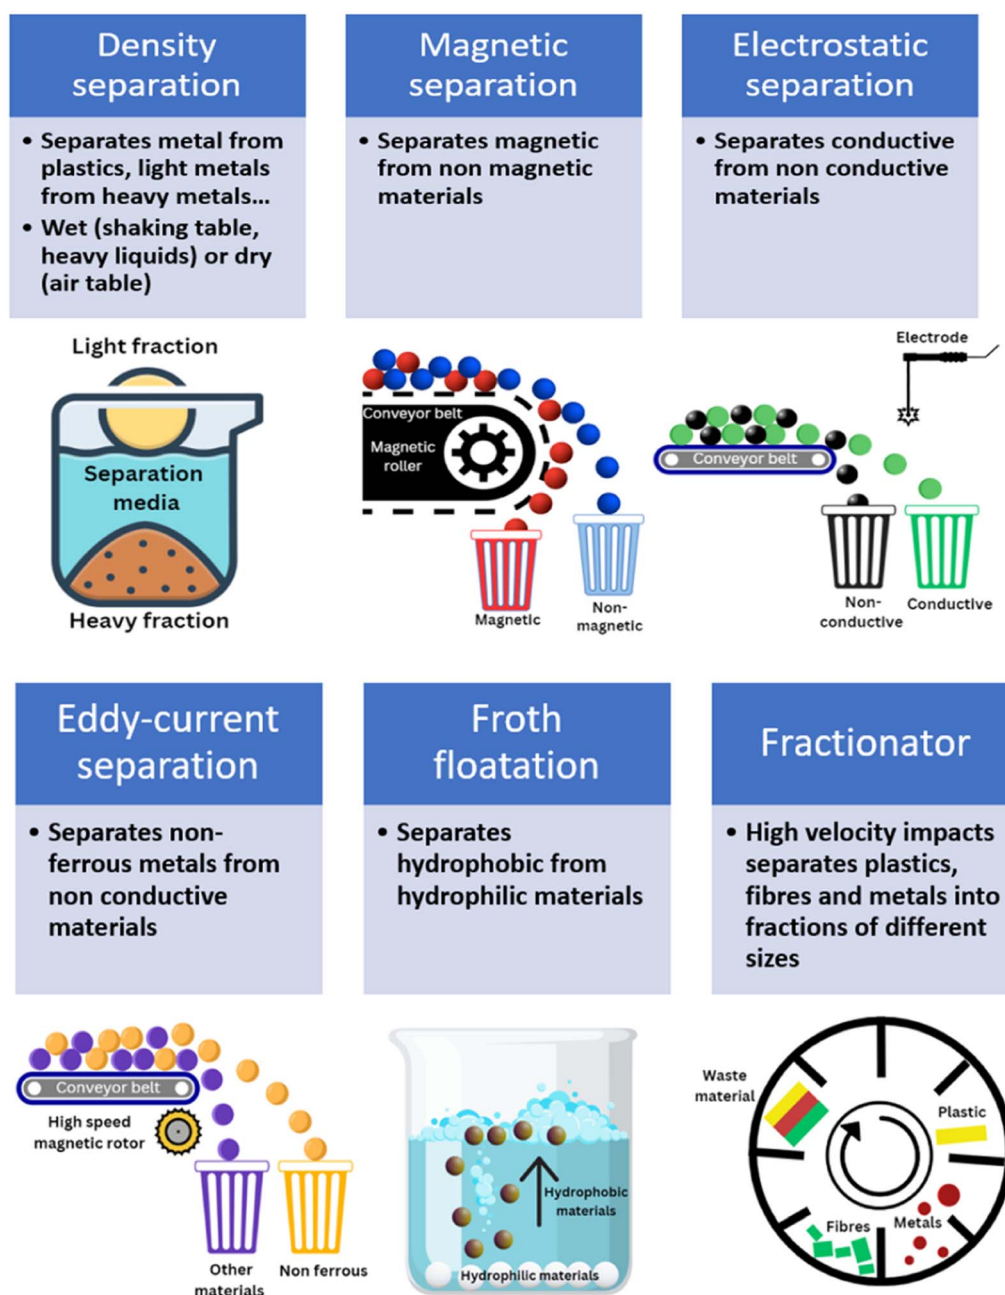 Density
separation
• Separates metal from
plastics, light metals
from heavy metals...
• Wet (shaking table,
heavy liquids) or dry
(air table)
Light fraction
Separation
media
Heavy fraction
Magnetic
separation
• Separates magnetic
from non magnetic
materials
Conveyor belt
Magnetic
roller
Magnetic
Non-
magnetic
Electrostatic
separation
• Separates conductive
from non conductive
materials
Electrode
Conveyor belt
Non-
conductive
Conductive
Eddy-current
separation
• Separates non-
ferrous metals from
non conductive
materials
Conveyor belt
High speed
magnetic rotor
Other
materials
Non ferrous
Froth
floatation
• Separates
hydrophobic from
hydrophilic materials
Hydrophobic
materials
Hydrophilic materials
Fractionator
• High velocity impacts
separates plastics,
fibres and metals into
fractions of different
sizes
Waste
material
Plastic
Fibres
Metals